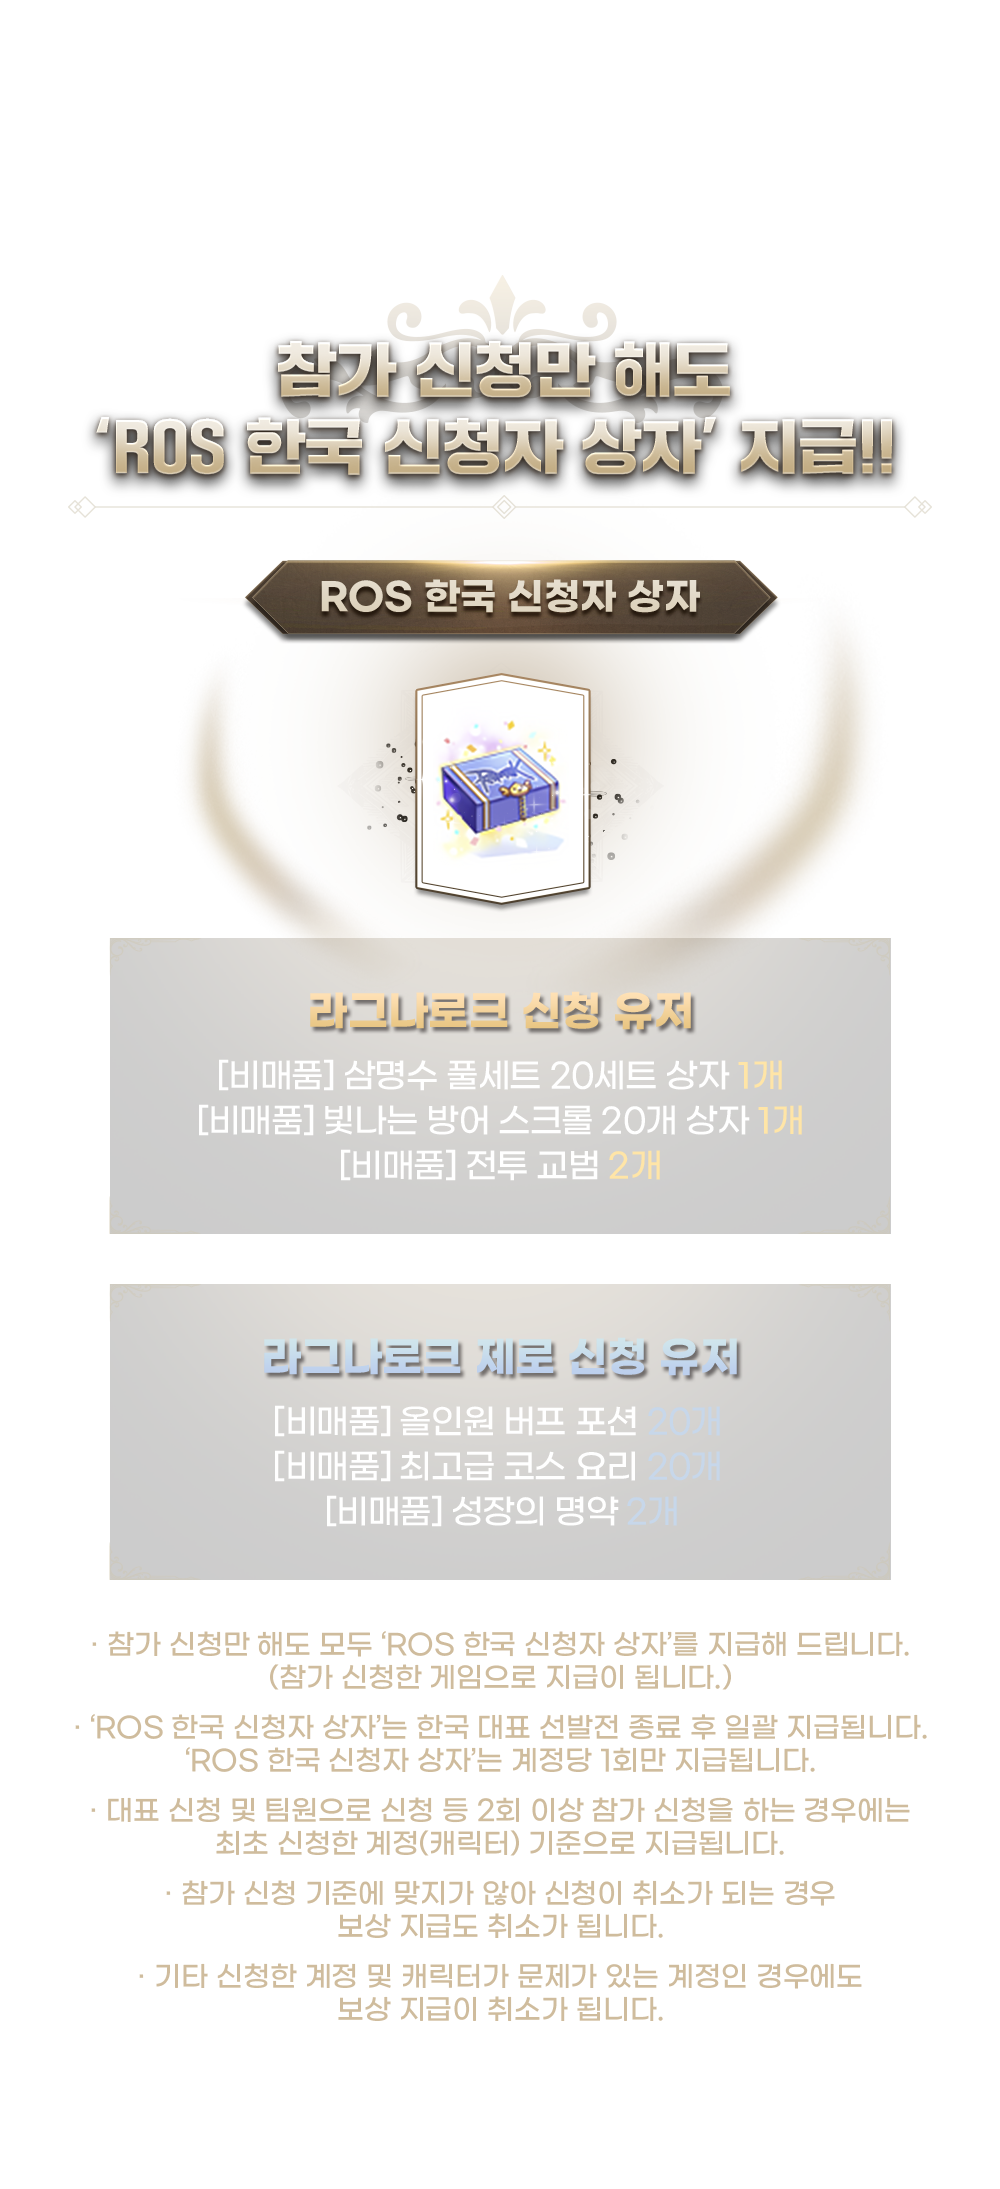 참가 신청만 해도
‘ROS 한국 신청자 상자’ 지급!!
ROS 한국 신청자 상자
라그나로크 신청 유저
[비매품] 삼명수 풀세트 20세트 상자 1개
[비매품] 빛나는 방어 스크롤 20개 상자 1개
[비매품] 전투 교범 2개
라그나로크 제로 신청 유저
[비매품] 올인원 버프 포션 20개
[비매품] 최고급 코스 요리 20개
[비매품] 성장의 명약 2개
· 참가 신청만 해도 모두 ‘ROS 한국 신청자 상자’를 지급해 드립니다.
(참가 신청한 게임으로 지급이 됩니다.)
· ‘ROS 한국 신청자 상자’는 한국 대표 선발전 종료 후 일괄 지급됩니다.
‘ROS 한국 신청자 상자’는 계정당 1회만 지급됩니다.
· 대표 신청 및 팀원으로 신청 등 2회 이상 참가 신청을 하는 경우에는
최초 신청한 계정(캐릭터) 기준으로 지급됩니다.
· 참가 신청 기준에 맞지가 않아 신청이 취소가 되는 경우
보상 지급도 취소가 됩니다.
· 기타 신청한 계정 및 캐릭터가 문제가 있는 계정인 경우에도
보상 지급이 취소가 됩니다.